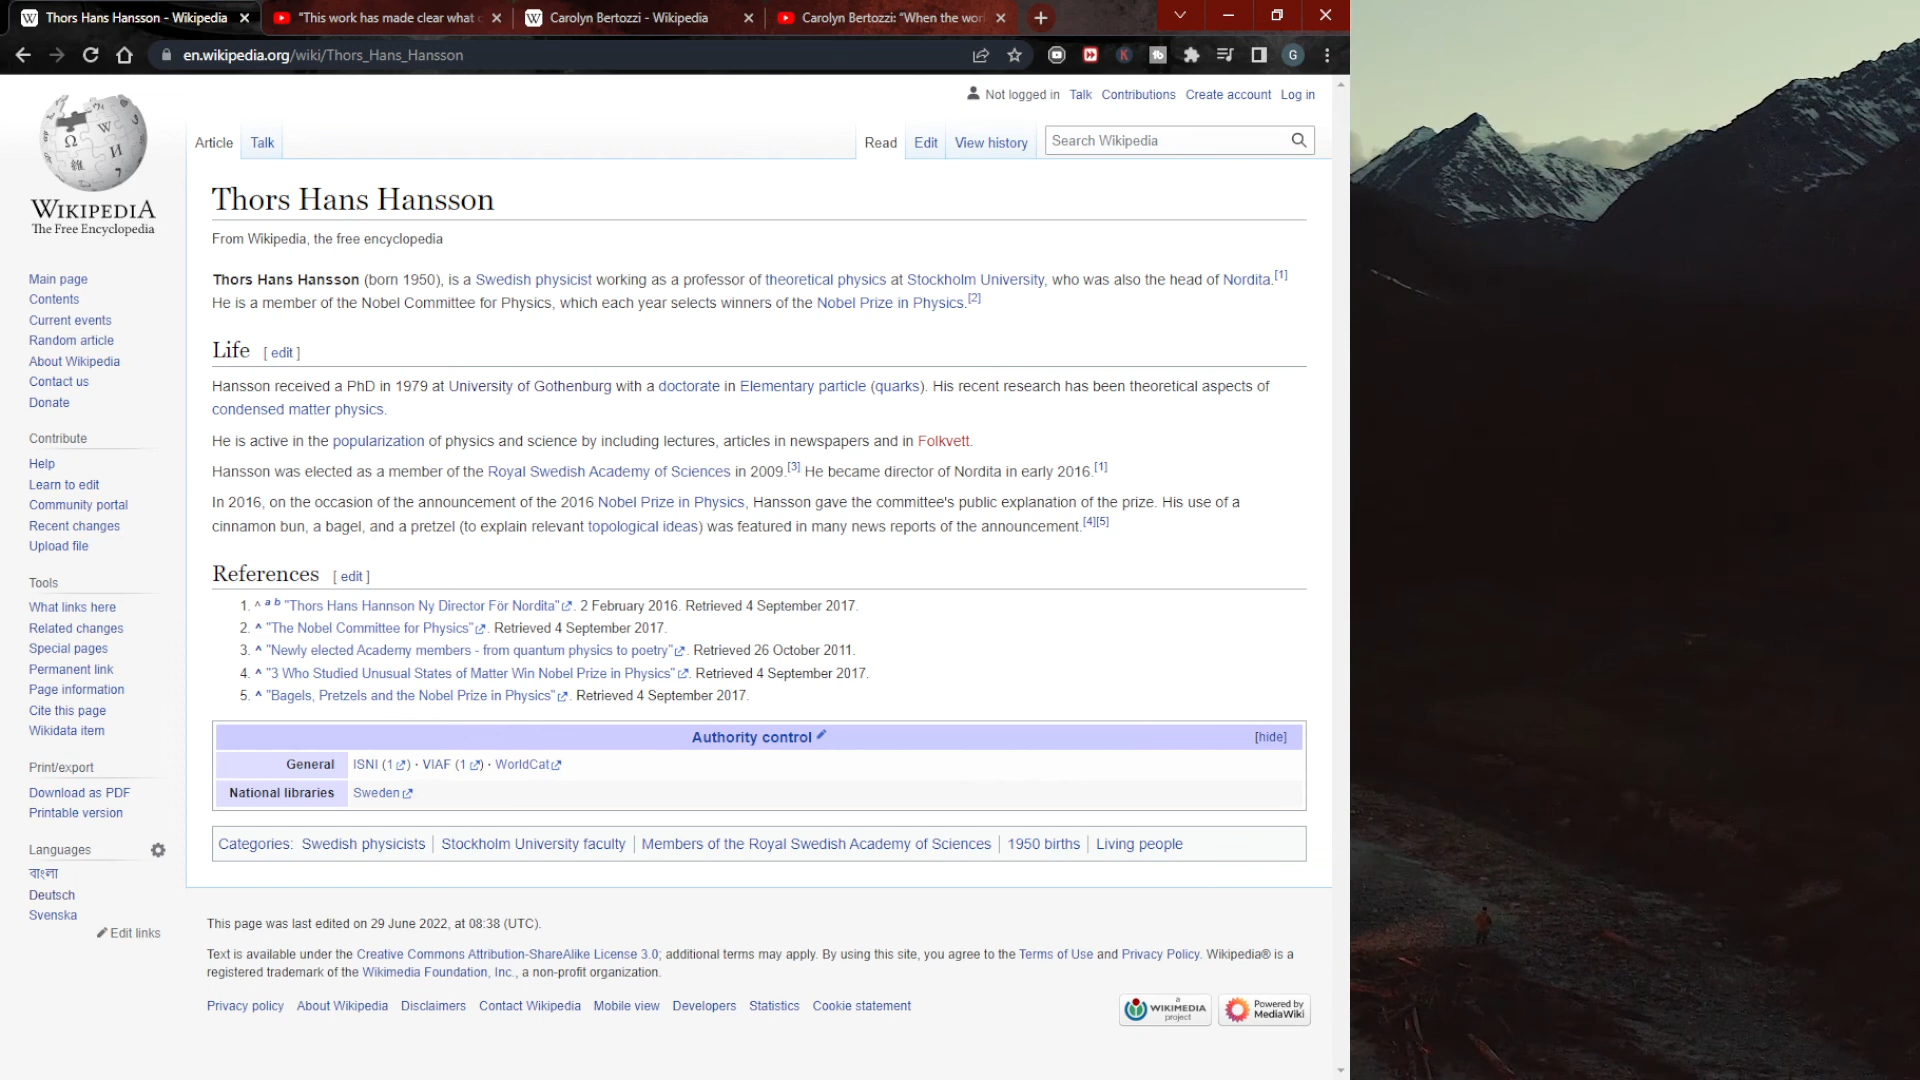 Thors Hans Hansson - Wikipedia
"This work has made clear what
Carolyn Bertozzi - Wikipedia
Carolyn Bertozzi: "When the wor
en.wikipedia.org/wiki/Thors_Hans_Hansson
G
Not logged in Talk Contributions Create account Log in
Article Talk Read Edit View history Search Wikipedia
WIKIPEDIA
The Free Encyclopedia
Main page
Contents
Current events
Random article
About Wikipedia
Contact us
Donate
Contribute
Help
Learn to edit
Community portal
Recent changes
Upload file
Tools
What links here
Related changes
Special pages
Permanent link
Page information
Cite this page
Wikidata item
Print/export
Download as PDF
Printable version
Languages
বাংলা
Deutsch
Svenska
Edit links
Thors Hans Hansson
From Wikipedia, the free encyclopedia
Thors Hans Hansson (born 1950), is a Swedish physicist working as a professor of theoretical physics at Stockholm University, who was also the head of Nordita.[1]
He is a member of the Nobel Committee for Physics, which each year selects winners of the Nobel Prize in Physics.[2]
Life [ edit ]
Hansson received a PhD in 1979 at University of Gothenburg with a doctorate in Elementary particle (quarks). His recent research has been theoretical aspects of
condensed matter physics.
He is active in the popularization of physics and science by including lectures, articles in newspapers and in Folkvett.
Hansson was elected as a member of the Royal Swedish Academy of Sciences in 2009.[3] He became director of Nordita in early 2016.[1]
In 2016, on the occasion of the announcement of the 2016 Nobel Prize in Physics, Hansson gave the committee's public explanation of the prize. His use of a
cinnamon bun, a bagel, and a pretzel (to explain relevant topological ideas) was featured in many news reports of the announcement.[4][5]
References [ edit ]
1. ^ a b "Thors Hans Hannson Ny Director För Nordita". 2 February 2016. Retrieved 4 September 2017.
2. ^ "The Nobel Committee for Physics". Retrieved 4 September 2017.
3. ^ "Newly elected Academy members - from quantum physics to poetry". Retrieved 26 October 2011.
4. ^ "3 Who Studied Unusual States of Matter Win Nobel Prize in Physics". Retrieved 4 September 2017.
5. ^ "Bagels, Pretzels and the Nobel Prize in Physics". Retrieved 4 September 2017.
Authority control [hide]
General ISNI (1) · VIAF (1) · WorldCat
National libraries Sweden
Categories: Swedish physicists | Stockholm University faculty | Members of the Royal Swedish Academy of Sciences | 1950 births | Living people
This page was last edited on 29 June 2022, at 08:38 (UTC).
Text is available under the Creative Commons Attribution-ShareAlike License 3.0; additional terms may apply. By using this site, you agree to the Terms of Use and Privacy Policy. Wikipedia® is a
registered trademark of the Wikimedia Foundation, Inc., a non-profit organization.
Privacy policy About Wikipedia Disclaimers Contact Wikipedia Mobile view Developers Statistics Cookie statement
a
WIKIMEDIA
project
Powered by
MediaWiki